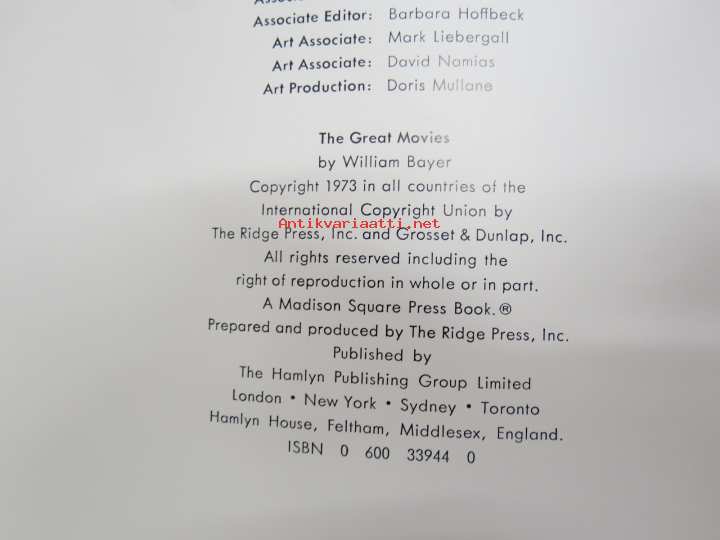 Associate Editor: Barbara Hoffbeck
Art Associate: Mark Liebergall
Art Associate: David Namias
Art Production: Doris Mullane
The Great Movies
by William Bayer
Copyright 1973 in all countries of the
International Copyright Union by
Antikvariaatti.net
The Ridge Press, Inc. and Grosset & Dunlap, Inc.
All rights reserved including the
right of reproduction in whole or in part.
A Madison Square Press Book.®
Prepared and produced by The Ridge Press, Inc.
Published by
The Hamlyn Publishing Group Limited
London • New York • Sydney • Toronto
Hamlyn House, Feltham, Middlesex, England.
ISBN 0 600 33944 0